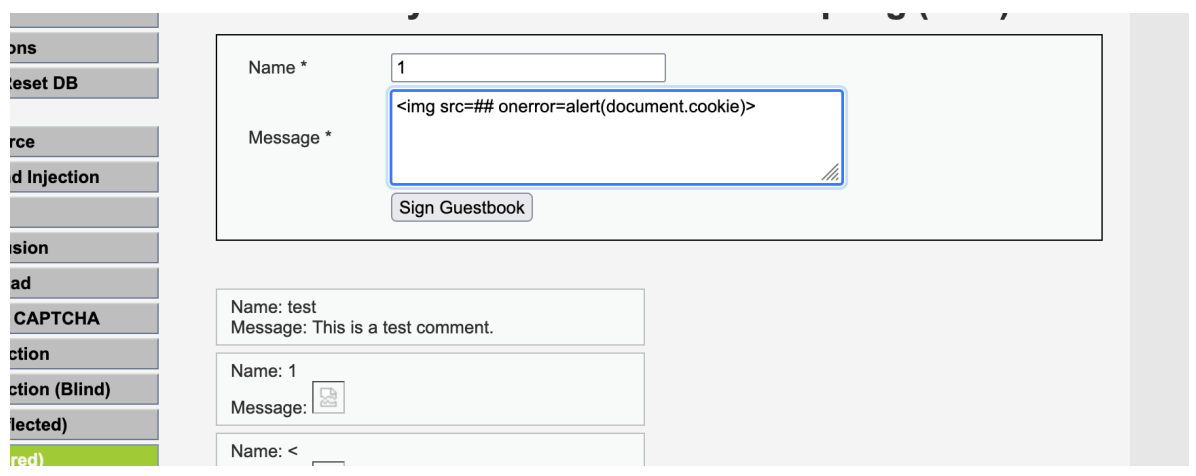 ons
Reset DB
rce
d Injection
usion
ad
CAPTCHA
ction
ction (Blind)
flected)
red)
Name *
1
Message *
<img src=## onerror=alert(document.cookie)>
Sign Guestbook
Name: test
Message: This is a test comment.
Name: 1
Message:
Name: <